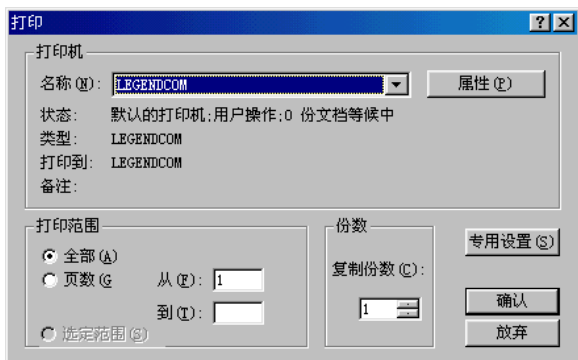 打印
打印机
名称(N): LEGENDCOM 属性(P)
状态: 默认的打印机;用户操作;0 份文档等候中
类型: LEGENDCOM
打印到: LEGENDCOM
备注:
打印范围
全部(A)
页数(G 从(F): 1
到(T):
选定范围(S)
份数
复制份数(C):
1
专用设置(S)
确认
放弃